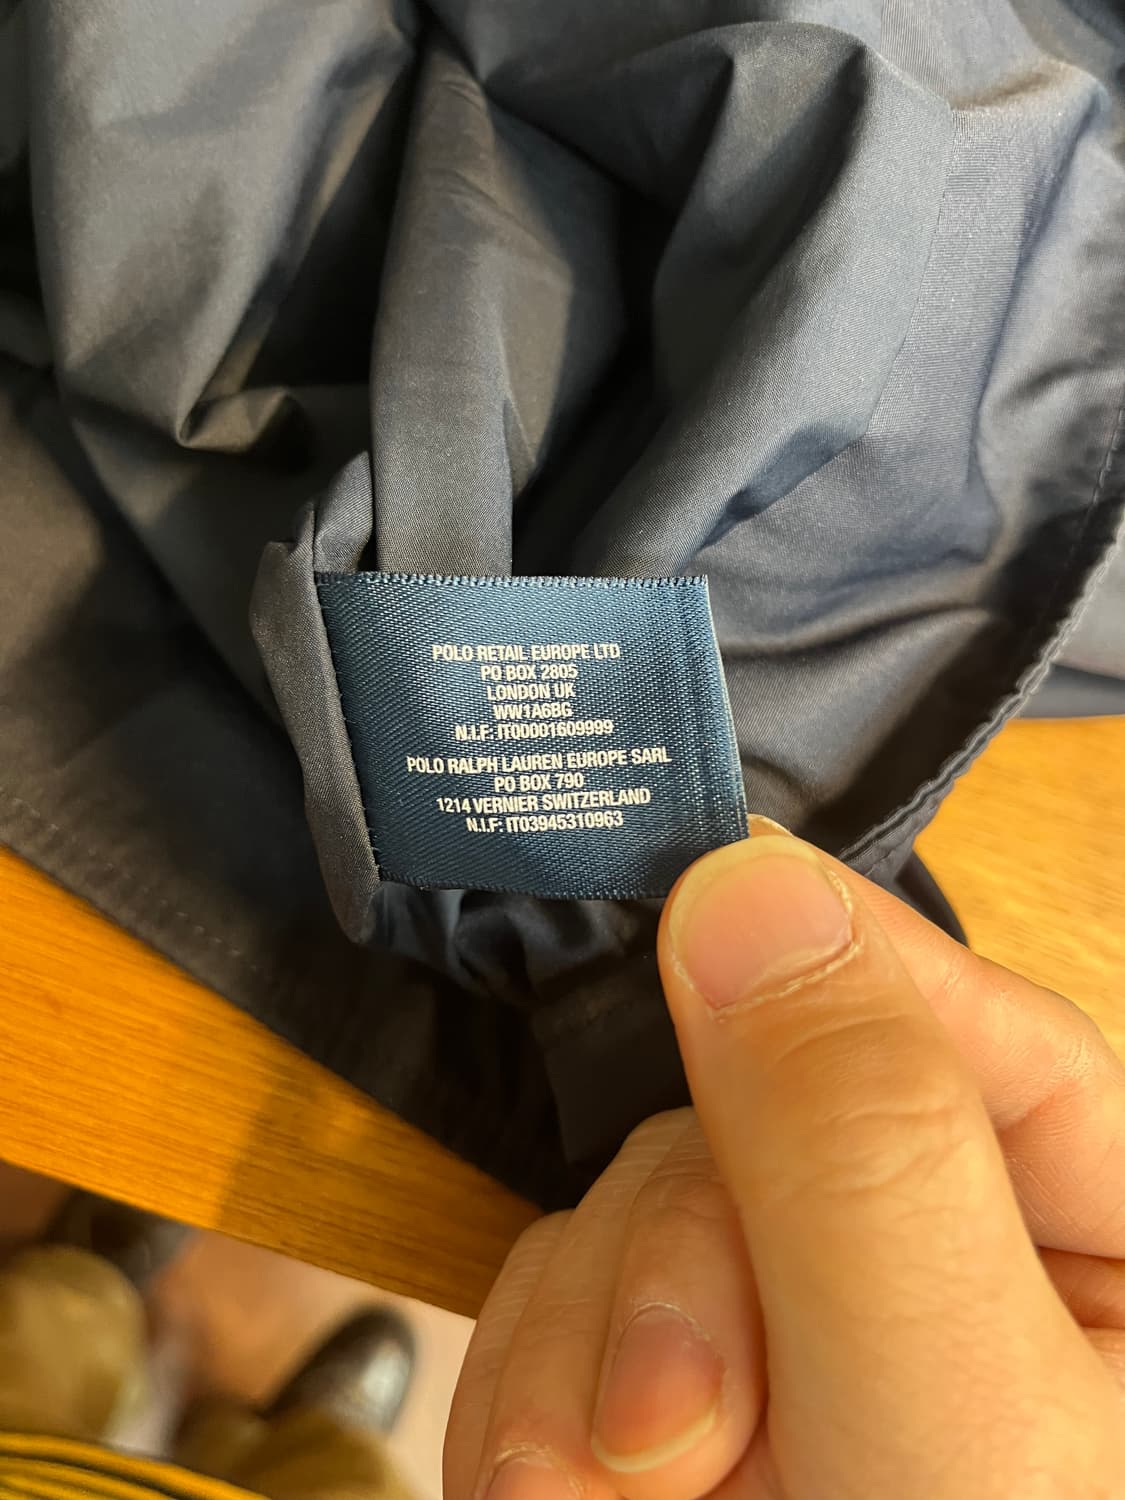 POLO RETAIL EUROPE LTD
PO BOX 2805
LONDON UK
WW1A6BG
N.I.F: IT00001609999
POLO RALPH LAUREN EUROPE SARL
PO BOX 790
1214 VERNIER SWITZERLAND
N.I.F: IT03945310963